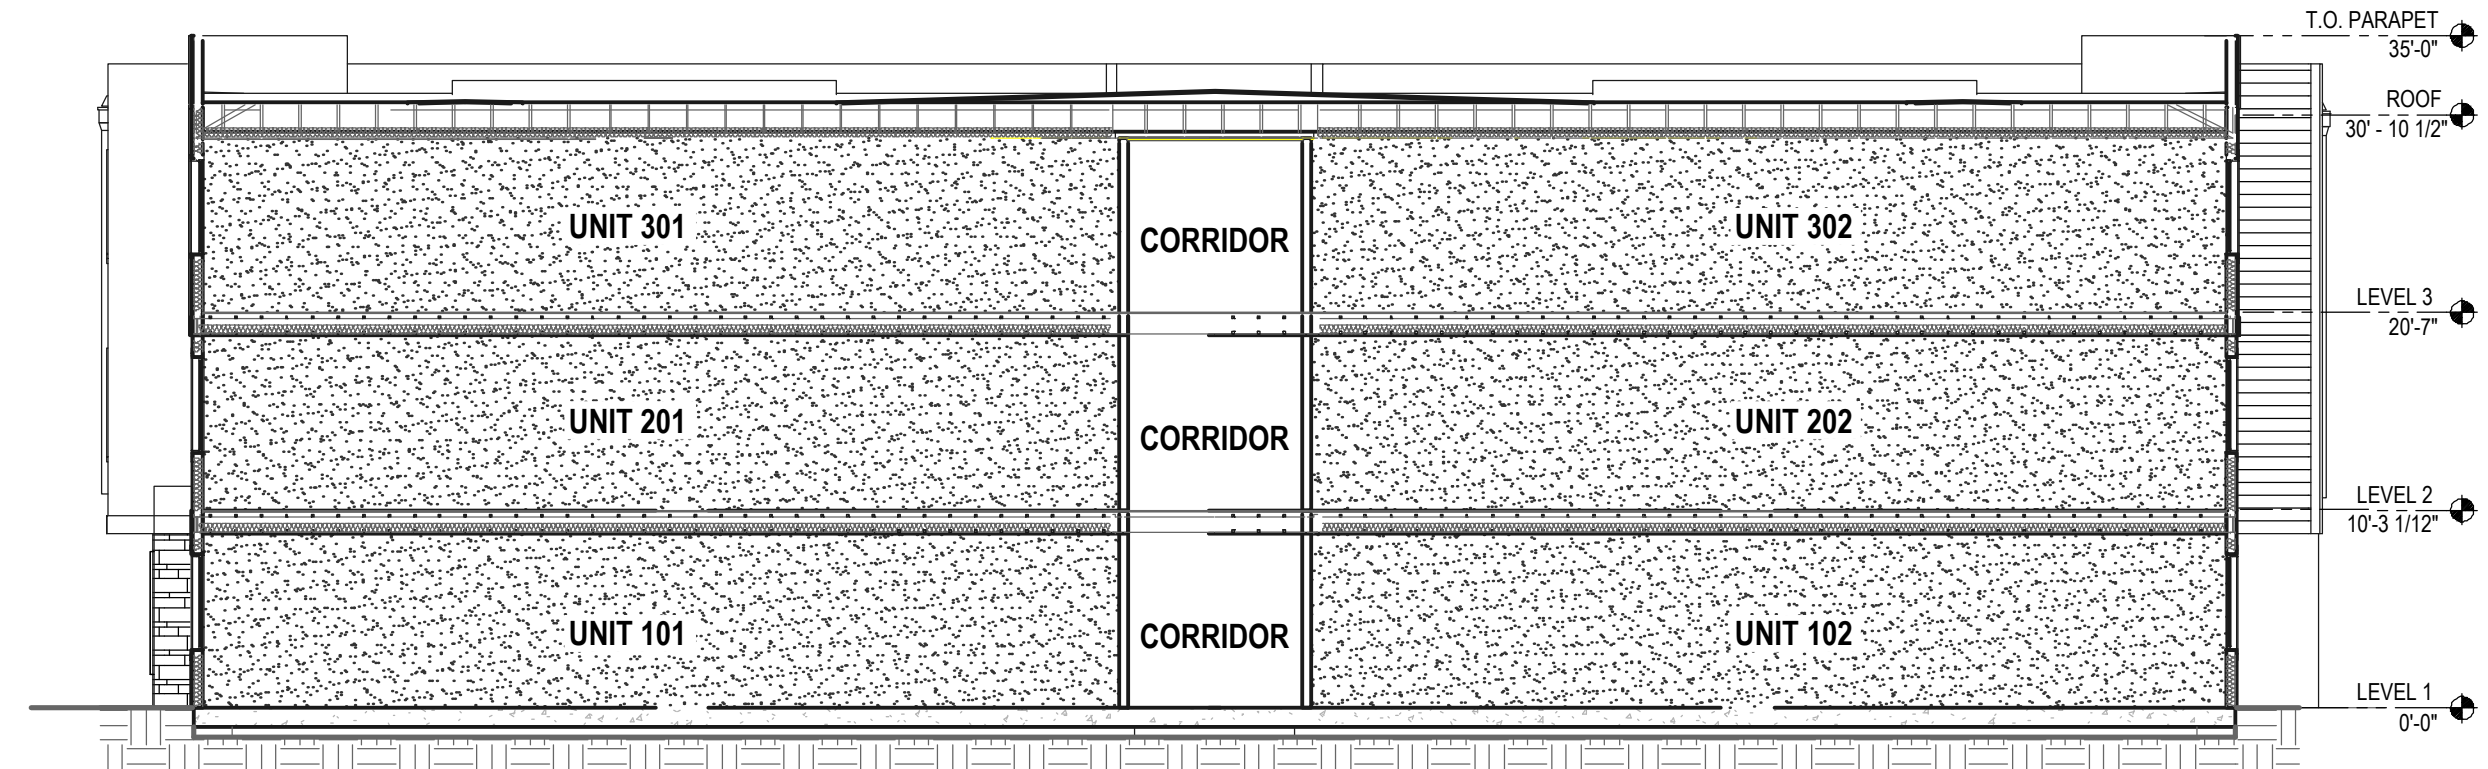 T.O. PARAPET
35'-0"
ROOF
30' - 10 1/2"
UNIT 301
CORRIDOR
UNIT 302
LEVEL 3
20'-7"
UNIT 201
CORRIDOR
UNIT 202
LEVEL 2
10'-3 1/12"
UNIT 101
CORRIDOR
UNIT 102
LEVEL 1
0'-0"